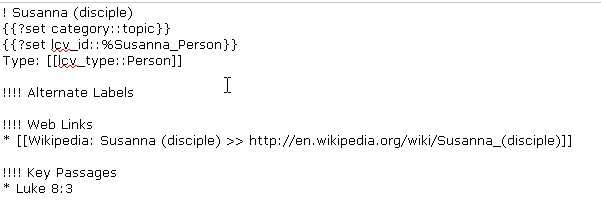 ! Susanna (disciple)
{{?set category::topic}}
{{?set lcv_id::%Susanna_Person}}
Type: [[lcv_type::Person]]
!!!! Alternate Labels
!!!! Web Links
* [[Wikipedia: Susanna (disciple) >> http://en.wikipedia.org/wiki/Susanna_(disciple)]]
!!!! Key Passages
* Luke 8:3